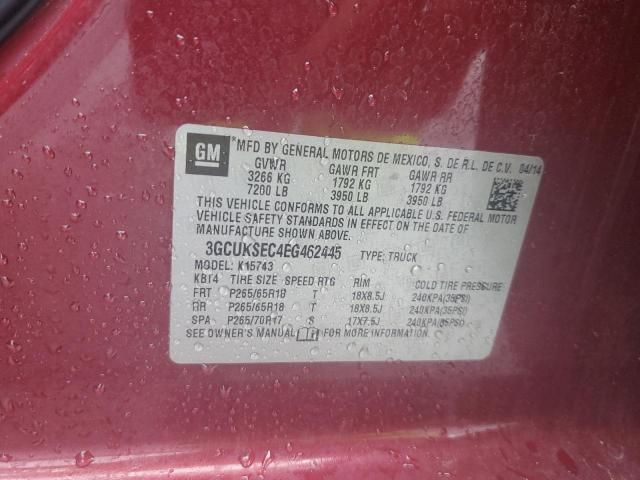 GM *MFD BY GENERAL MOTORS DE MEXICO, S. DE R.L. DE C.V. 04/14
GVWR GAWR FRT GAWR RR
3266 KG 1792 KG 1792 KG
7200 LB 3950 LB 3950 LB
THIS VEHICLE CONFORMS TO ALL APPLICABLE U.S. FEDERAL MOTOR
VEHICLE SAFETY STANDARDS IN EFFECT ON THE DATE OF
MANUFACTURE SHOWN ABOVE.
3GCUKSEC4EG462445 TYPE: TRUCK
MODEL: K15743
KBT4 TIRE SIZE SPEED RTG RIM COLD TIRE PRESSURE
FRT P265/65R18 T 18X8.5J 240KPA(35PSI)
RR P265/65R18 T 18X8.5J 240KPA(35PSI)
SPA P265/70R17 S 17X7.5J 240KPA(35PSI)
SEE OWNER'S MANUAL FOR MORE INFORMATION.